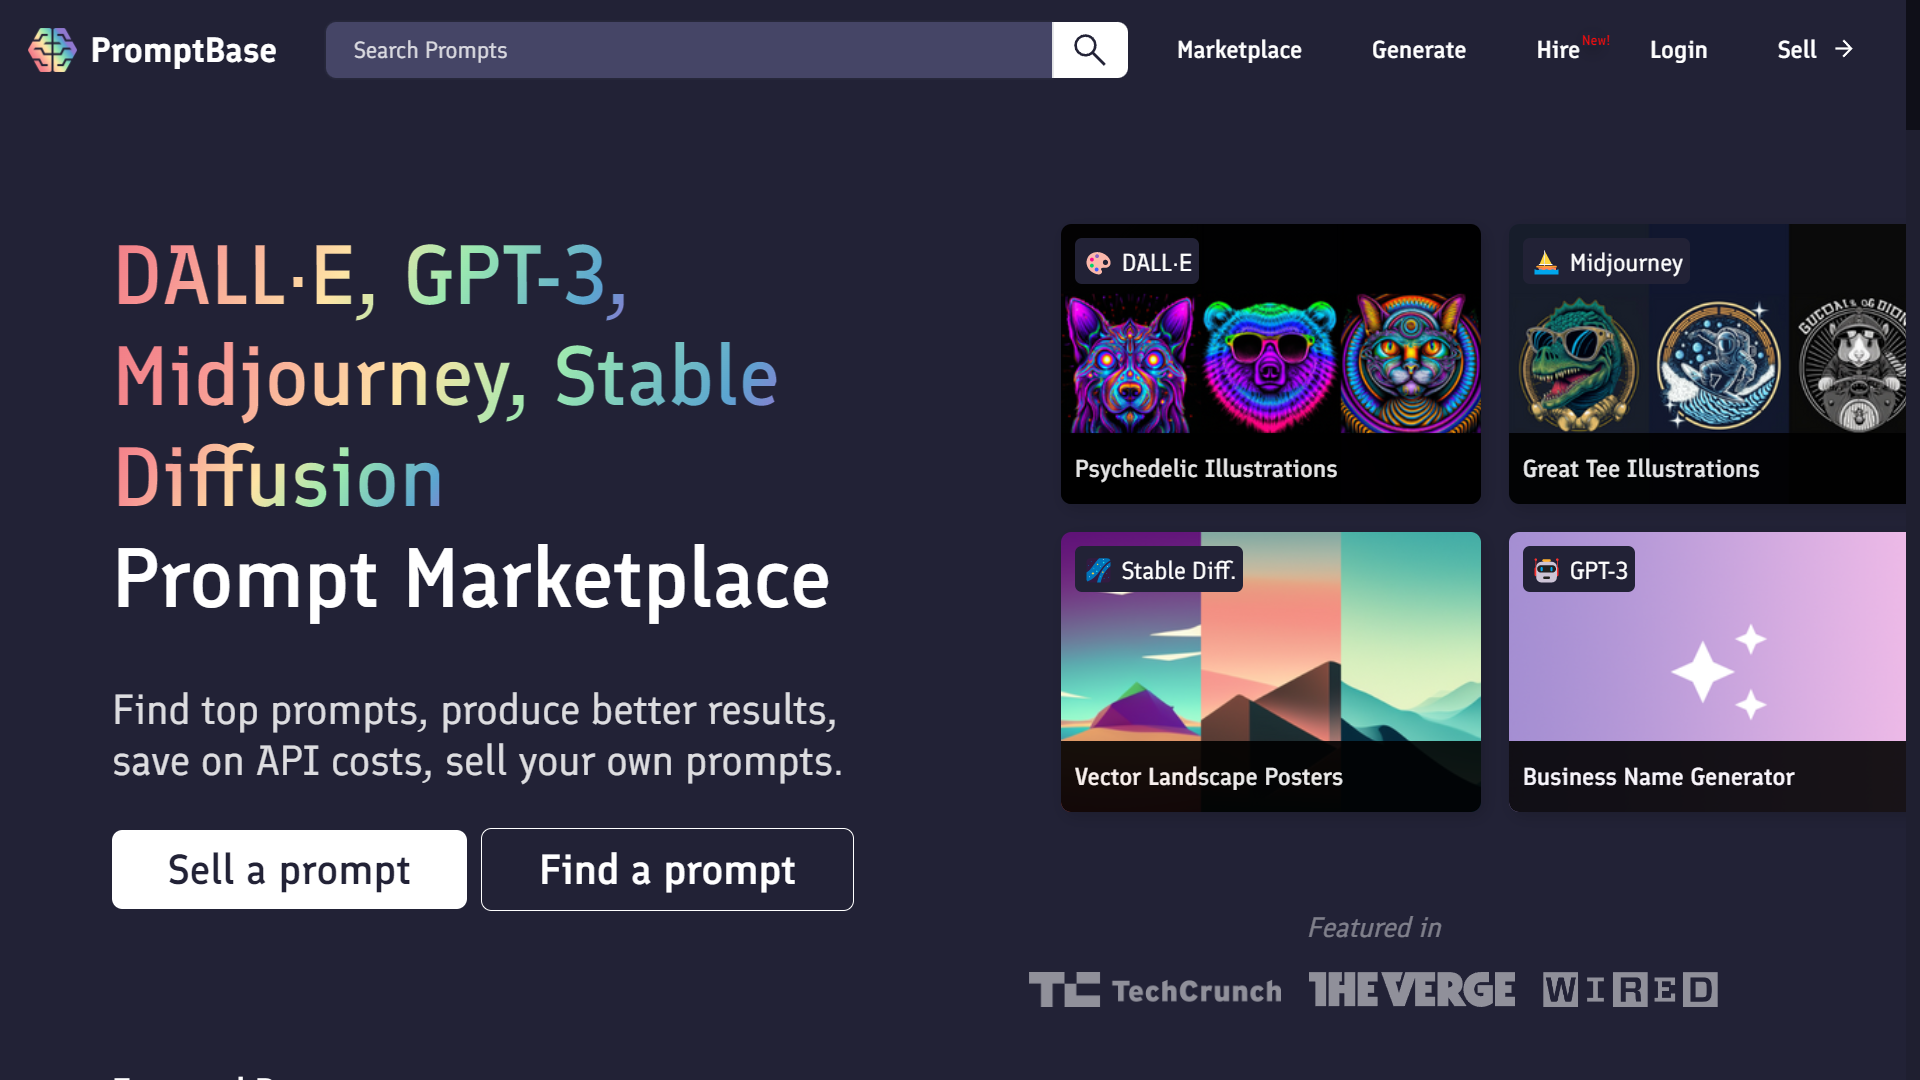 PromptBase
Search Prompts
Marketplace
Generate
Hire New!
Login
Sell →
DALL·E, GPT-3,
Midjourney, Stable
Diffusion
Prompt Marketplace
Find top prompts, produce better results,
save on API costs, sell your own prompts.
Sell a prompt
Find a prompt
DALL·E
Psychedelic Illustrations
Midjourney
Great Tee Illustrations
Stable Diff.
Vector Landscape Posters
GPT-3
Business Name Generator
Featured in
TC TechCrunch
THE VERGE
WIRED